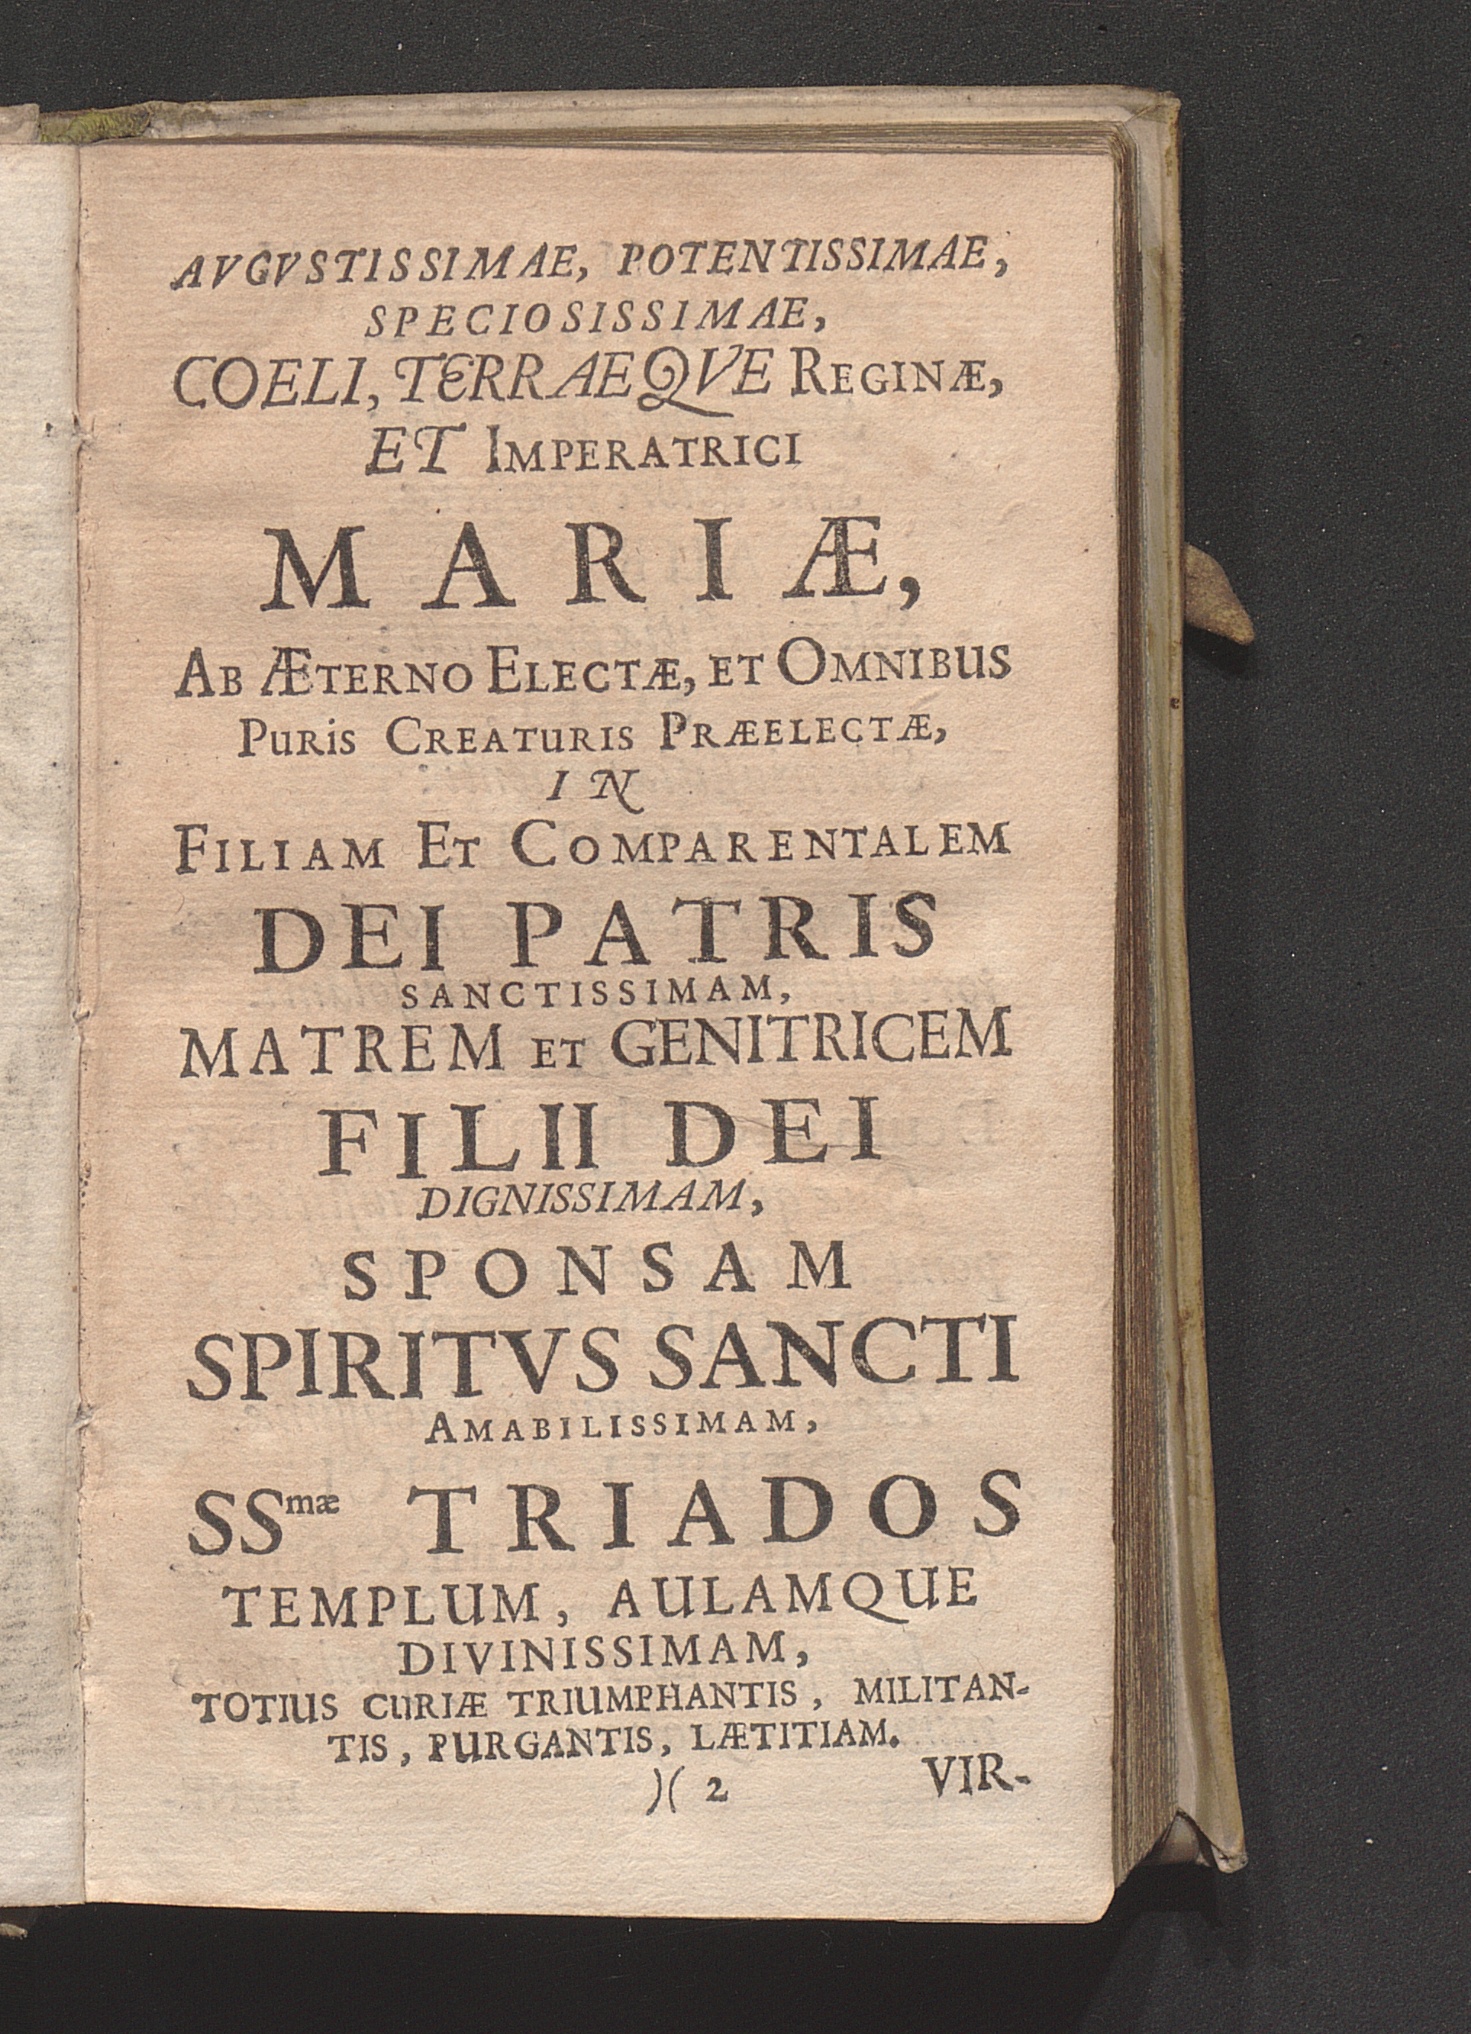 AVGVSTISSIMAE, POTENTISSIMAE,
SPECIOSISSIMAE,
COELI, TERRAEQVE REGINÆ,
ET IMPERATRICI
MARIÆ,
AB ÆTERNO ELECTÆ, ET OMNIBUS
PURIS CREATURIS PRÆELECTÆ,
IN
FILIAM ET COMPARENTALEM
DEI PATRIS
SANCTISSIMAM,
MATREM ET GENITRICEM
FILII DEI
DIGNISSIMAM,
SPONSAM
SPIRITVS SANCTI
AMABILISSIMAM,
SSmæ TRIADOS
TEMPLUM, AULAMQUE
DIVINISSIMAM,
TOTIUS CURIÆ TRIUMPHANTIS, MILITAN-
TIS, PURGANTIS, LÆTITIAM.
)( 2 VIR-